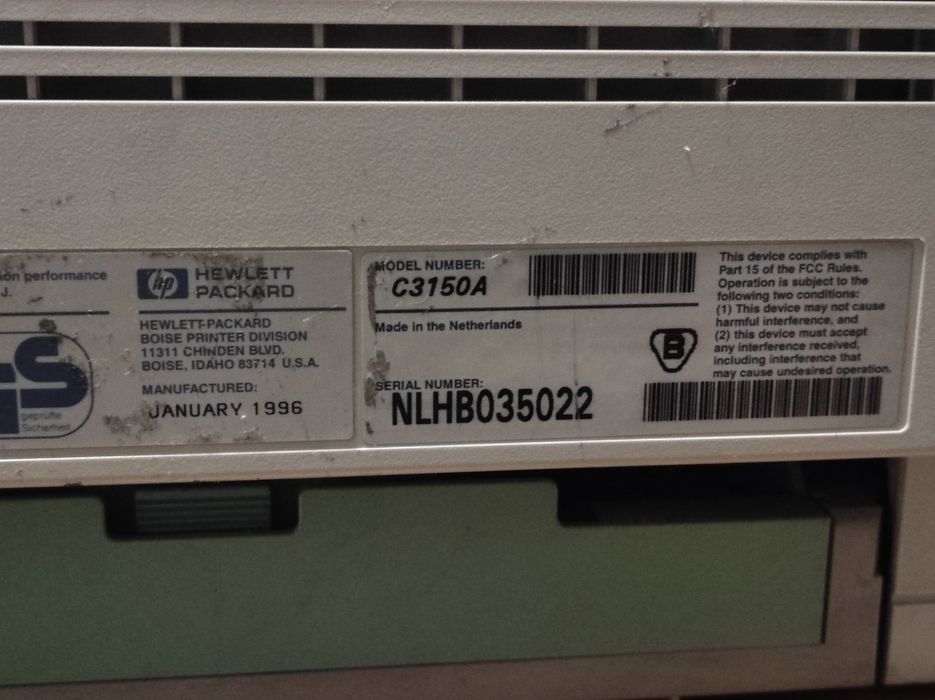 ion performance
J.
GS
geprüfte
Sicherheit
hp HEWLETT
PACKARD
HEWLETT-PACKARD
BOISE PRINTER DIVISION
11311 CHINDEN BLVD.
BOISE, IDAHO 83714 U.S.A.
MANUFACTURED:
JANUARY 1996
MODEL NUMBER:
C3150A
Made in the Netherlands
SERIAL NUMBER:
NLHB035022
B
This device complies with
Part 15 of the FCC Rules.
Operation is subject to the
following two conditions:
(1) This device may not cause
harmful interference, and
(2) this device must accept
any interference received,
including interference that
may cause undesired operation.